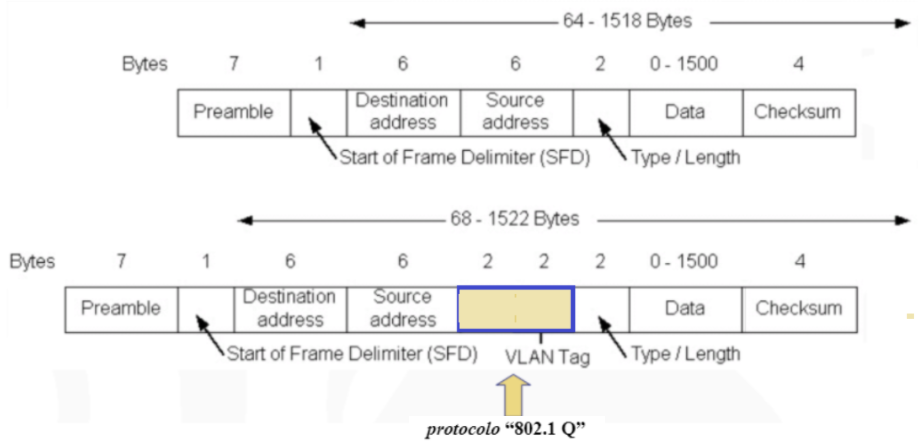 64 - 1518 Bytes
Bytes 7 1 6 6 2 0-1500 4
Preamble Destination address Source address Data Checksum
Start of Frame Delimiter (SFD) Type / Length
68 - 1522 Bytes
Bytes 7 1 6 6 2 2 2 0 - 1500 4
Preamble Destination address Source address Data Checksum
Start of Frame Delimiter (SFD) VLAN Tag Type / Length
protocolo “802.1 Q”